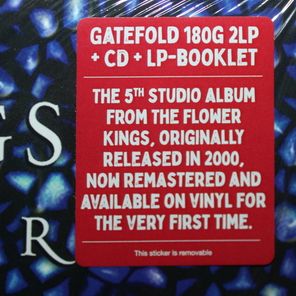 GATEFOLD 180G 2LP
+ CD + LP-BOOKLET
THE 5TH STUDIO ALBUM
FROM THE FLOWER
KINGS, ORIGINALLY
RELEASED IN 2000,
NOW REMASTERED AND
AVAILABLE ON VINYL FOR
THE VERY FIRST TIME.
This sticker is removable
GS
R